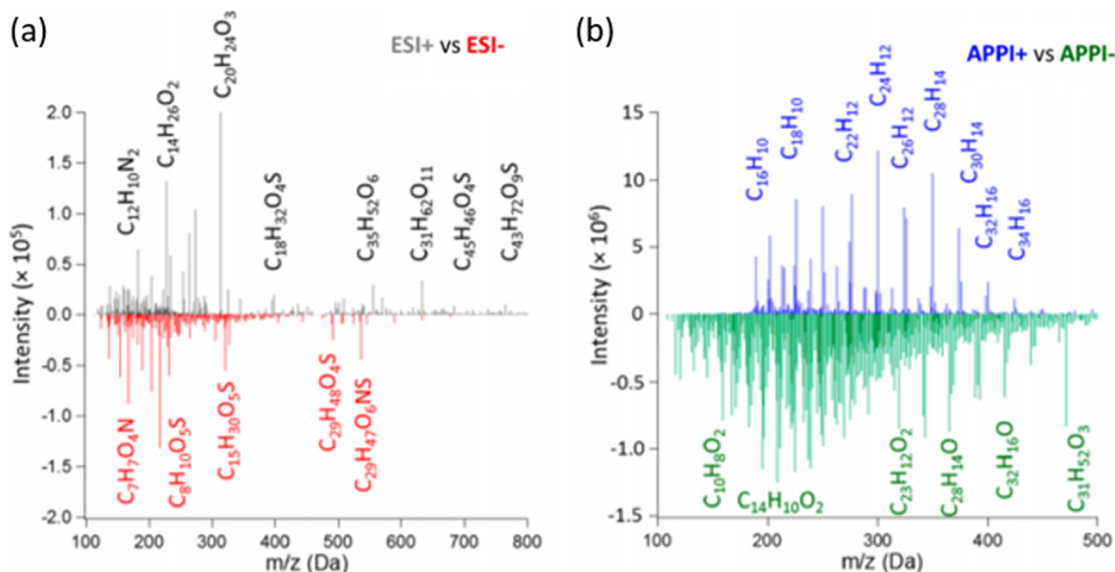 (a)
ESI+ vs ESI-
C₁₂H₁₀N₂
C₁₄H₂₆O₂
C₂₀H₂₄O₃
C₁₈H₃₂O₄S
C₃₅H₅₂O₆
C₃₁H₆₂O₁₁
C₄₅H₄₆O₄S
C₄₃H₇₂O₉S
Intensity (× 10⁵)
2.0
1.5
1.0
0.5
0.0
-0.5
-1.0
-1.5
-2.0
C₇H₇O₄N
C₈H₁₀O₅S
C₁₅H₃₀O₅S
C₂₉H₄₈O₄S
C₂₉H₄₇O₆NS
100 200 300 400 500 600 700 800
m/z (Da)
(b)
APPI+ vs APPI-
C₁₆H₁₀
C₁₈H₁₀
C₂₂H₁₂
C₂₄H₁₂
C₂₆H₁₂
C₂₈H₁₄
C₃₀H₁₄
C₃₂H₁₆
C₃₄H₁₆
Intensity (× 10⁶)
15
10
5
0
-0.5
-1.0
-1.5
C₁₀H₈O₂
C₁₄H₁₀O₂
C₂₃H₁₂O₂
C₂₈H₁₄O
C₃₂H₁₆O
C₃₁H₅₂O₃
100 200 300 400 500
m/z (Da)